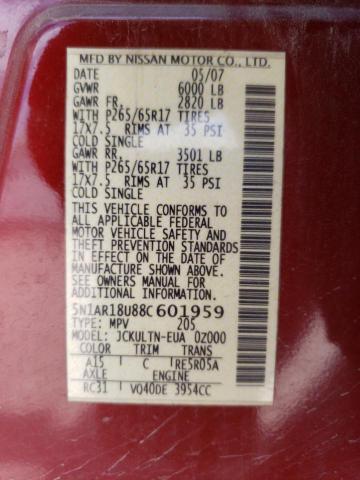 MFD BY NISSAN MOTOR CO., LTD.
DATE 05/07
GVWR 6000 LB
GAWR FR. 2820 LB
WITH P265/65R17 TIRES
17X7.5 RIMS AT 35 PSI
COLD SINGLE
GAWR RR. 3501 LB
WITH P265/65R17 TIRES
17X7.5 RIMS AT 35 PSI
COLD SINGLE
THIS VEHICLE CONFORMS TO
ALL APPLICABLE FEDERAL
MOTOR VEHICLE SAFETY AND
THEFT PREVENTION STANDARDS
IN EFFECT ON THE DATE OF
MANUFACTURE SHOWN ABOVE.
SEE OWNERS MANUAL FOR
ADDITIONAL INFORMATION.
5N1AR18U88C601959
TYPE MPV 205
MODEL JCKULTN-EUA 0Z000
COLOR TRIM TRANS
A15 C RE5R05A
AXLE ENGINE
RC31 VQ40DE 3954CC